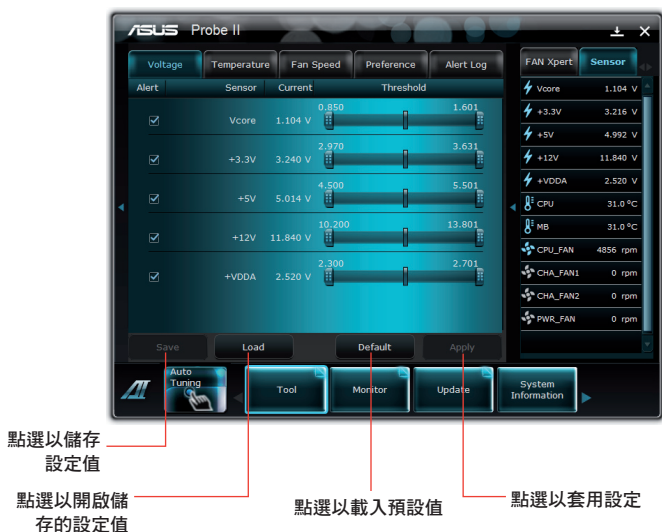 ASUS Probe II
Voltage Temperature Fan Speed Preference Alert Log
Alert Sensor Current Threshold
0.850 1.601
Vcore 1.104 V
2.970 3.631
+3.3V 3.240 V
4.500 5.501
+5V 5.014 V
10.200 13.801
+12V 11.840 V
2.300 2.701
+VDDA 2.520 V
Save Load Default Apply
FAN Xpert Sensor
Vcore 1.104 V
+3.3V 3.216 V
+5V 4.992 V
+12V 11.840 V
+VDDA 2.520 V
CPU 31.0 ºC
MB 31.0 ºC
CPU_FAN 4856 rpm
CHA_FAN1 0 rpm
CHA_FAN2 0 rpm
PWR_FAN 0 rpm
Auto
Tuning
Tool
Monitor
Update
System
Information
點選以儲存
設定值
點選以開啟儲
存的設定值
點選以載入預設值
點選以套用設定